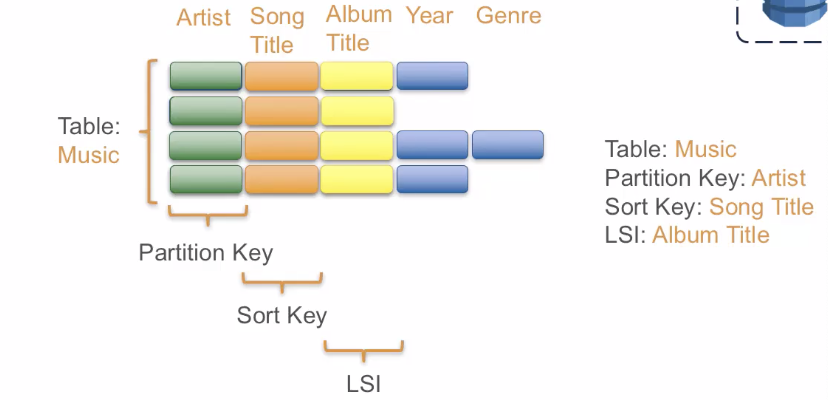 Artist
Song
Title
Album
Title
Year
Genre
Table:
Music
Partition Key
Sort Key
LSI
Table: Music
Partition Key: Artist
Sort Key: Song Title
LSI: Album Title